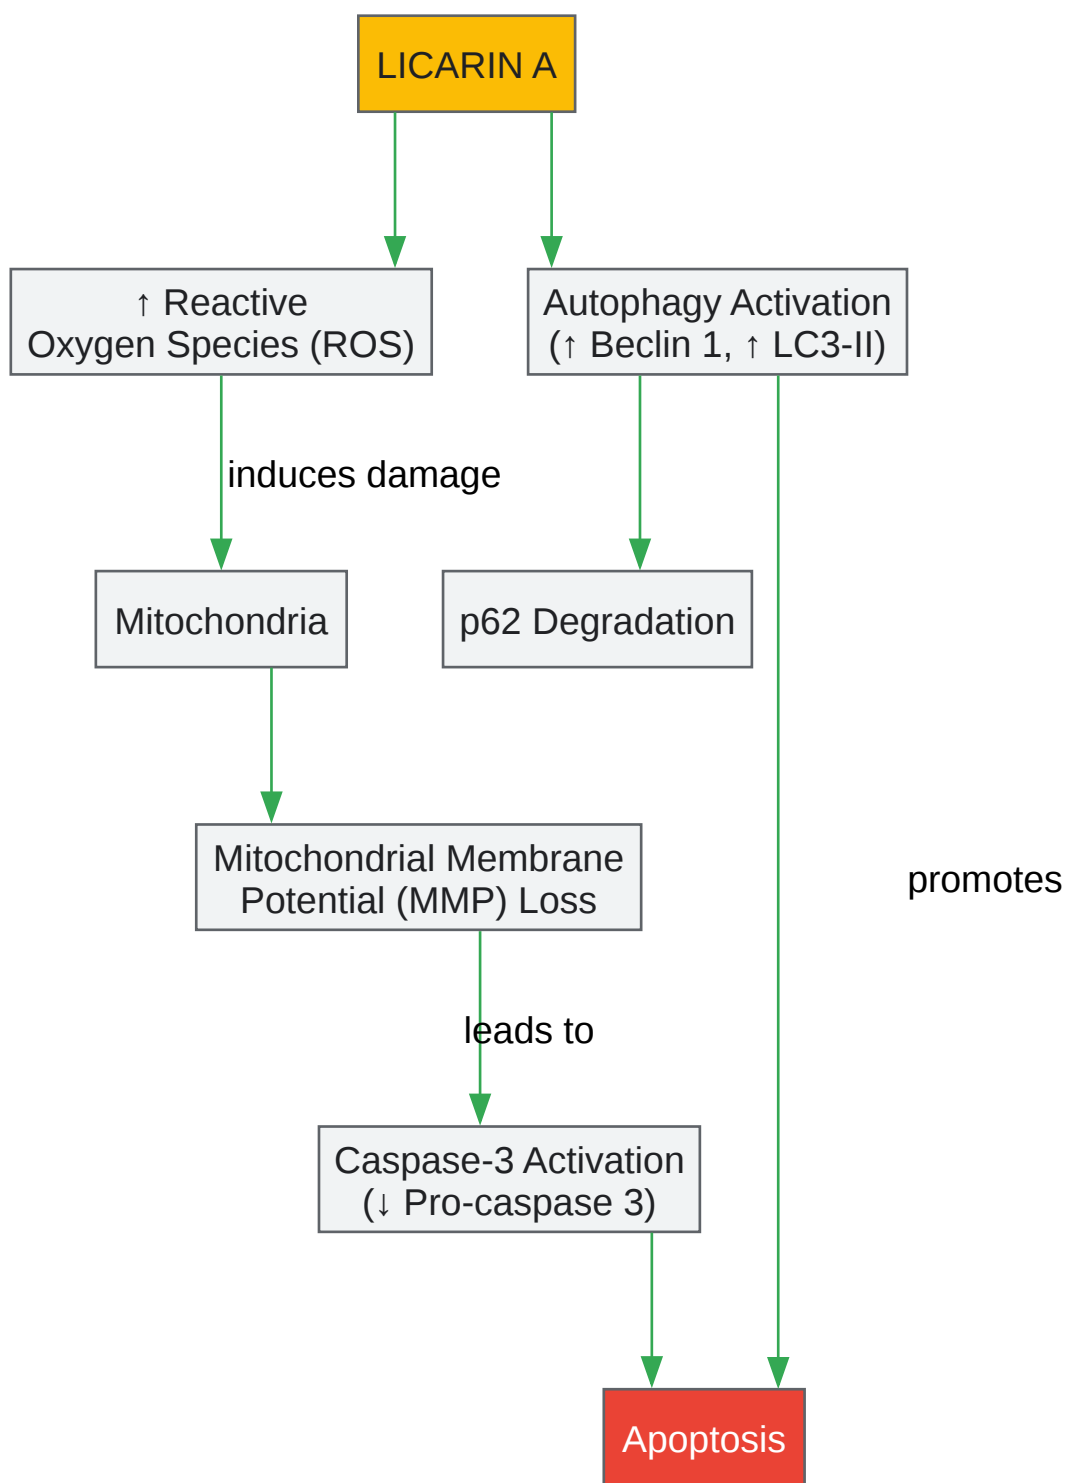 LICARIN A
↑ Reactive
Oxygen Species (ROS)
Autophagy Activation
(↑ Beclin 1, ↑ LC3-II)
induces damage
Mitochondria
p62 Degradation
Mitochondrial Membrane
Potential (MMP) Loss
promotes
leads to
Caspase-3 Activation
(↓ Pro-caspase 3)
Apoptosis